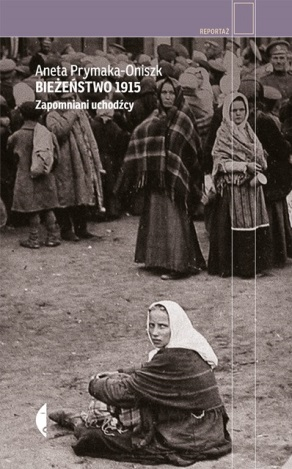 REPORTAŻ
Aneta Prymaka-Oniszk
BIEŻEŃSTWO 1915
Zapomniani uchodźcy